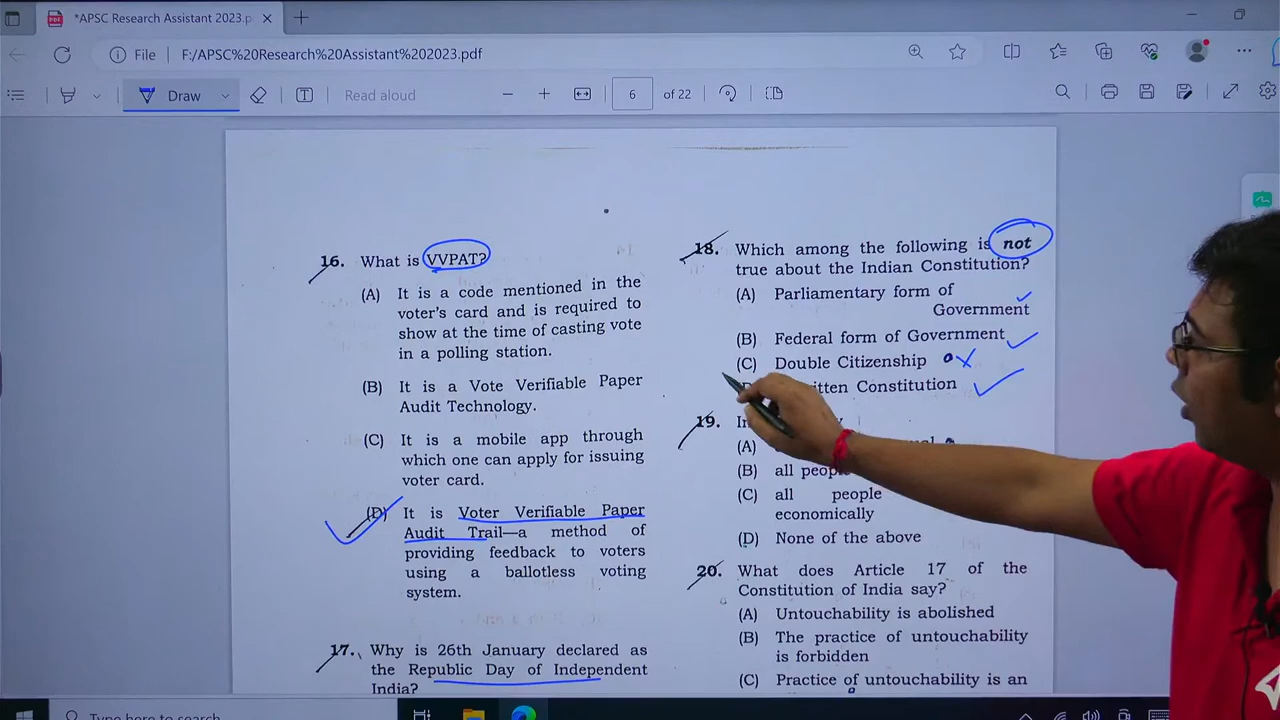 *APSC Research Assistant 2023.p
File
F:/APSC%20Research%20Assistant%202023.pdf
Draw
Read aloud
6 of 22
16. What is VVPAT?
(A) It is a code mentioned in the
voter's card and is required to
show at the time of casting vote
in a polling station.
(B) It is a Vote Verifiable Paper
Audit Technology.
(C) It is a mobile app through
which one can apply for issuing
voter card.
(D) It is Voter Verifiable Paper
Audit Trail—a method of
providing feedback to voters
using a ballotless voting
system.
17. Why is 26th January declared as
the Republic Day of Independent
India?
18. Which among the following is not
true about the Indian Constitution?
(A) Parliamentary form of
Government
(B) Federal form of Government
(C) Double Citizenship
Constitution
19.
(A)
(B) all people
(C) all people
economically
(D) None of the above
20. What does Article 17 of the
Constitution of India say?
(A) Untouchability is abolished
(B) The practice of untouchability
is forbidden
(C) Practice of untouchability is an
Type here to search